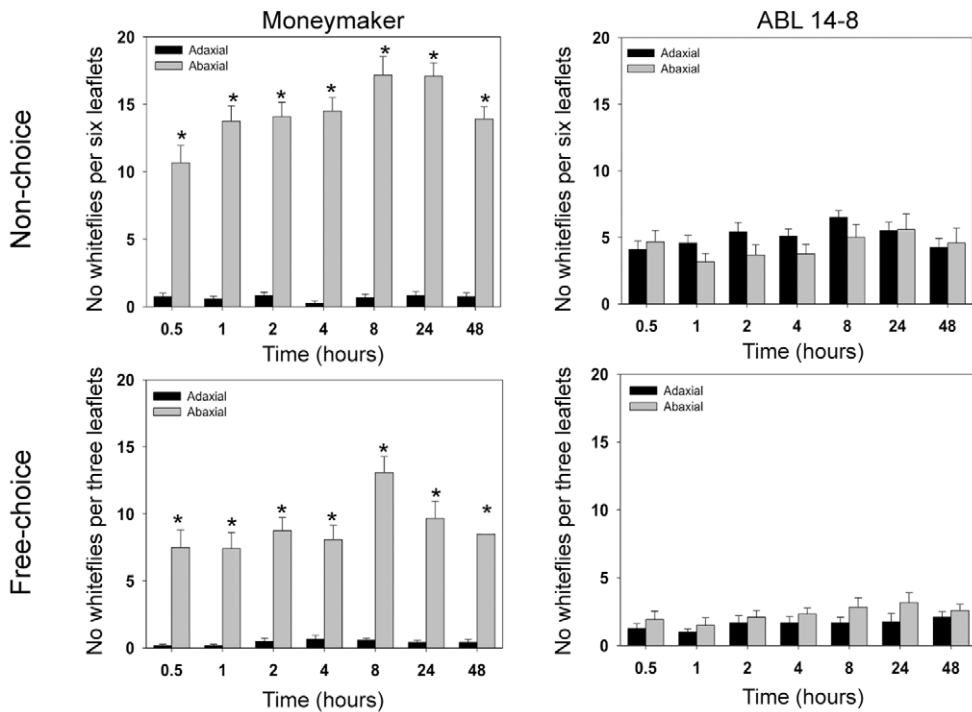 Moneymaker
ABL 14-8
Non-choice
No whiteflies per six leaflets
20
15
10
5
0
Adaxial
Abaxial
* * * * * * *
0.5 1 2 4 8 24 48
Time (hours)
No whiteflies per six leaflets
20
15
10
5
0
Adaxial
Abaxial
0.5 1 2 4 8 24 48
Time (hours)
Free-choice
No whiteflies per three leaflets
20
15
10
5
0
Adaxial
Abaxial
* * * * * * *
0.5 1 2 4 8 24 48
Time (hours)
No whiteflies per three leaflets
20
15
10
5
0
Adaxial
Abaxial
0.5 1 2 4 8 24 48
Time (hours)